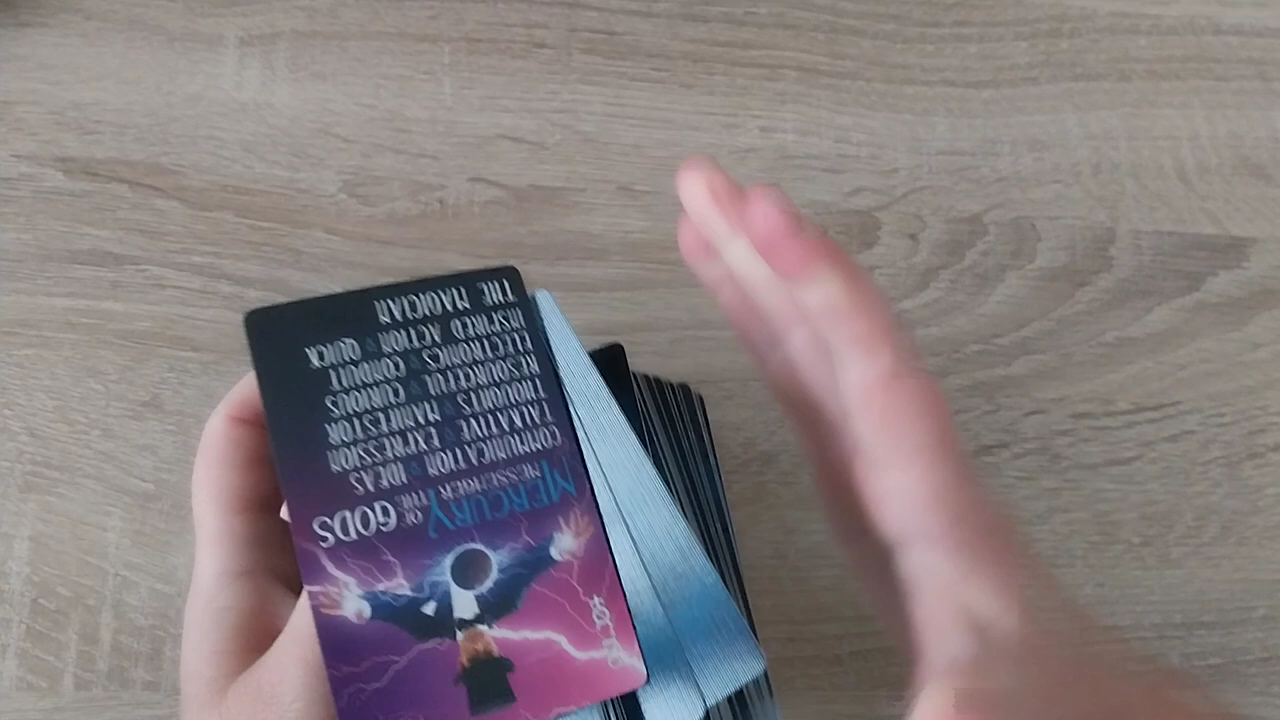 MERCURY
MESSENGER OF THE GODS
COMMUNICATION & IDEAS
TALKATIVE & EXPRESSION
THOUGHTS & MANIFESTOR
RESOURCEFUL & CURIOUS
ELECTRONICS & CONDUIT
INSPIRED ACTION & QUICK
THE MAGICIAN